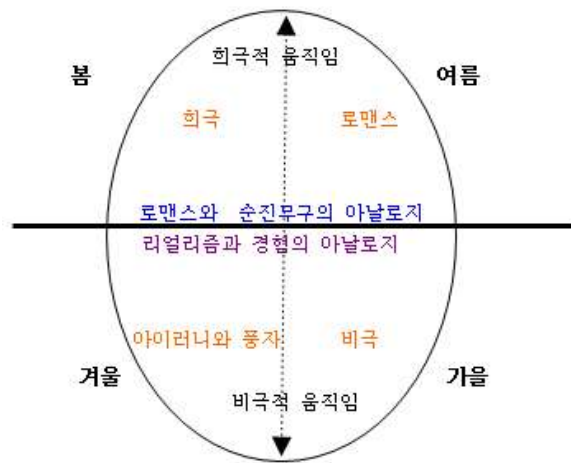 희극적 움직임
봄 여름
희극 로맨스
로맨스와 순진무구의 아날로지
리얼리즘과 경험의 아날로지
아이러니와 풍자 비극
겨울 가을
비극적 움직임